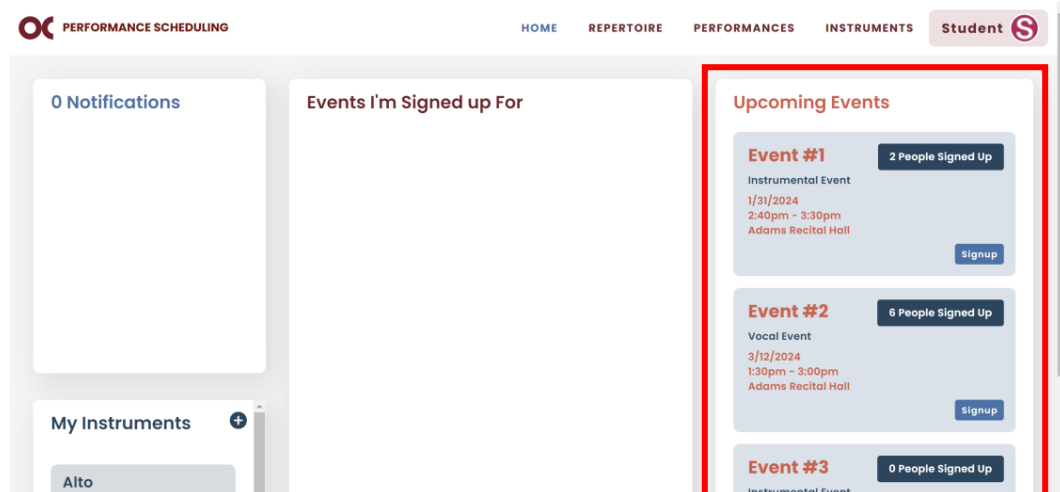 OC PERFORMANCE SCHEDULING
HOME REPERTOIRE PERFORMANCES INSTRUMENTS Student S
0 Notifications
My Instruments
Alto
Events I'm Signed up For
Upcoming Events
Event #1
2 People Signed Up
Instrumental Event
1/31/2024
2:40pm - 3:30pm
Adams Recital Hall
Signup
Event #2
6 People Signed Up
Vocal Event
3/12/2024
1:30pm - 3:00pm
Adams Recital Hall
Signup
Event #3
0 People Signed Up
Instrumental Event